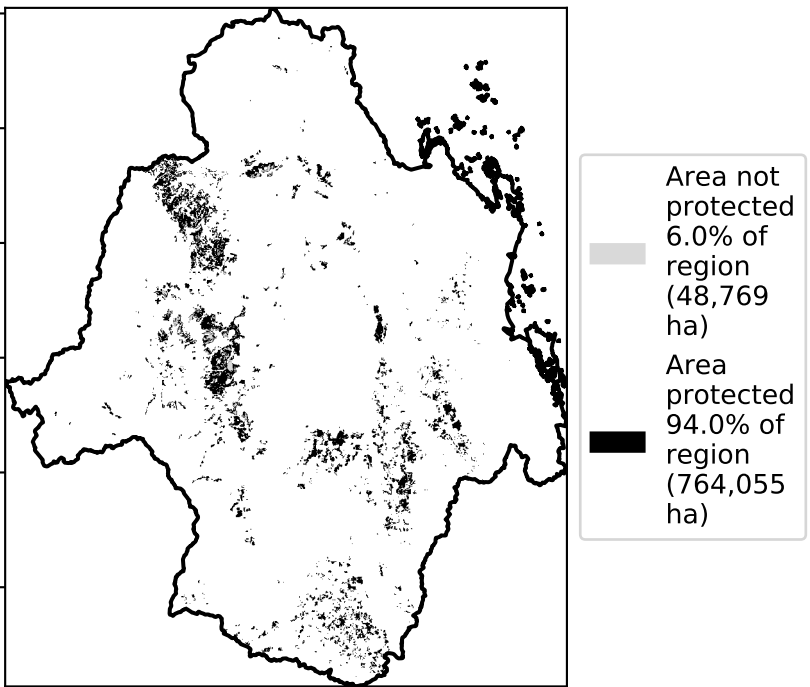 Area not
protected
6.0% of
region
(48,769
ha)
Area
protected
94.0% of
region
(764,055
ha)